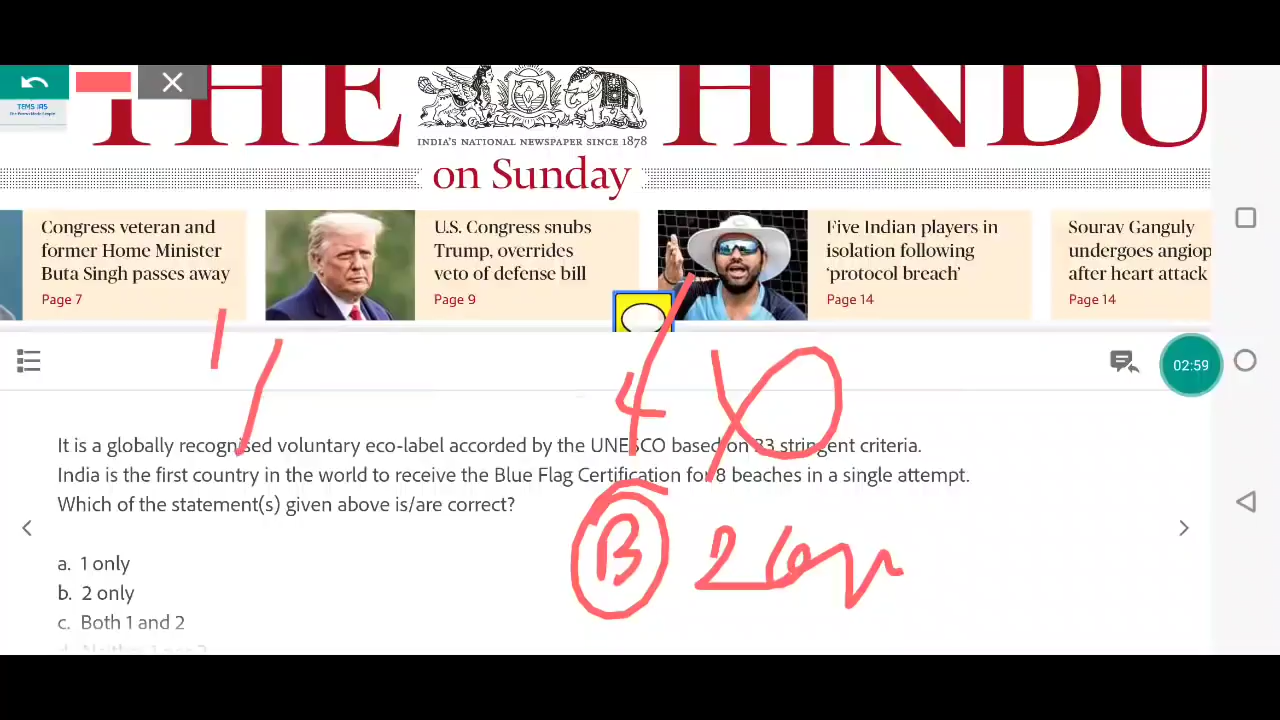 TEMS IAS
THE HINDU
INDIA'S NATIONAL NEWSPAPER SINCE 1878
on Sunday
Congress veteran and
former Home Minister
Buta Singh passes away
Page 7
U.S. Congress snubs
Trump, overrides
veto of defense bill
Page 9
Five Indian players in
isolation following
'protocol breach'
Page 14
Sourav Ganguly
undergoes angiop
after heart attack
Page 14
02:59
It is a globally recognised voluntary eco-label accorded by the UNESCO based on 33 stringent criteria.
India is the first country in the world to receive the Blue Flag Certification for 8 beaches in a single attempt.
Which of the statement(s) given above is/are correct?
B 2
a. 1 only
b. 2 only
c. Both 1 and 2